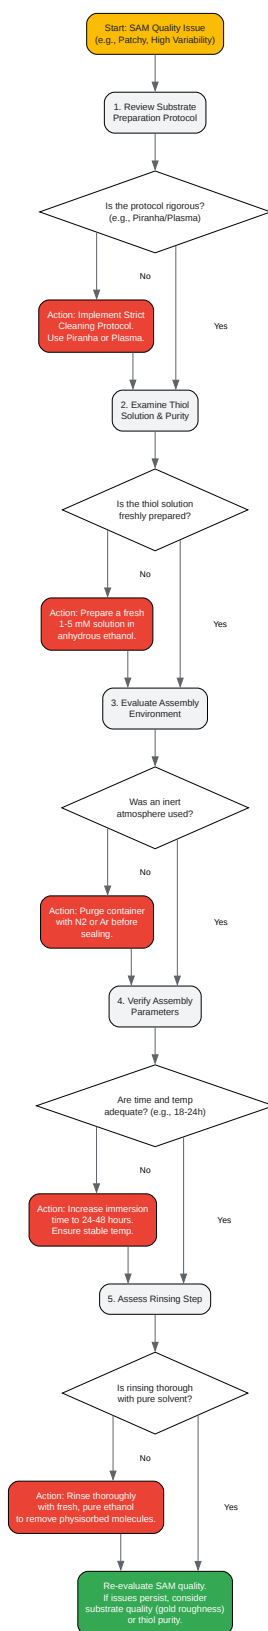 Start: SAM Quality Issue
(e.g., Patchy, High Variability)
1. Review Substrate
Preparation Protocol
Is the protocol rigorous?
(e.g., Piranha/Plasma)
No
Action: Implement Strict
Cleaning Protocol.
Use Piranha or Plasma.
Yes
2. Examine Thiol
Solution & Purity
Is the thiol solution
freshly prepared?
No
Action: Prepare a fresh
1-5 mM solution in
anhydrous ethanol.
Yes
3. Evaluate Assembly
Environment
Was an inert
atmosphere used?
No
Action: Purge container
with N2 or Ar before
sealing.
Yes
4. Verify Assembly
Parameters
Are time and temp
adequate? (e.g., 18-24h)
No
Action: Increase immersion
time to 24-48 hours.
Ensure stable temp.
Yes
5. Assess Rinsing Step
Is rinsing thorough
with pure solvent?
No
Action: Rinse thoroughly
with fresh, pure ethanol
to remove physisorbed molecules.
Yes
Re-evaluate SAM quality.
If issues persist, consider
substrate quality (gold roughness)
or thiol purity.